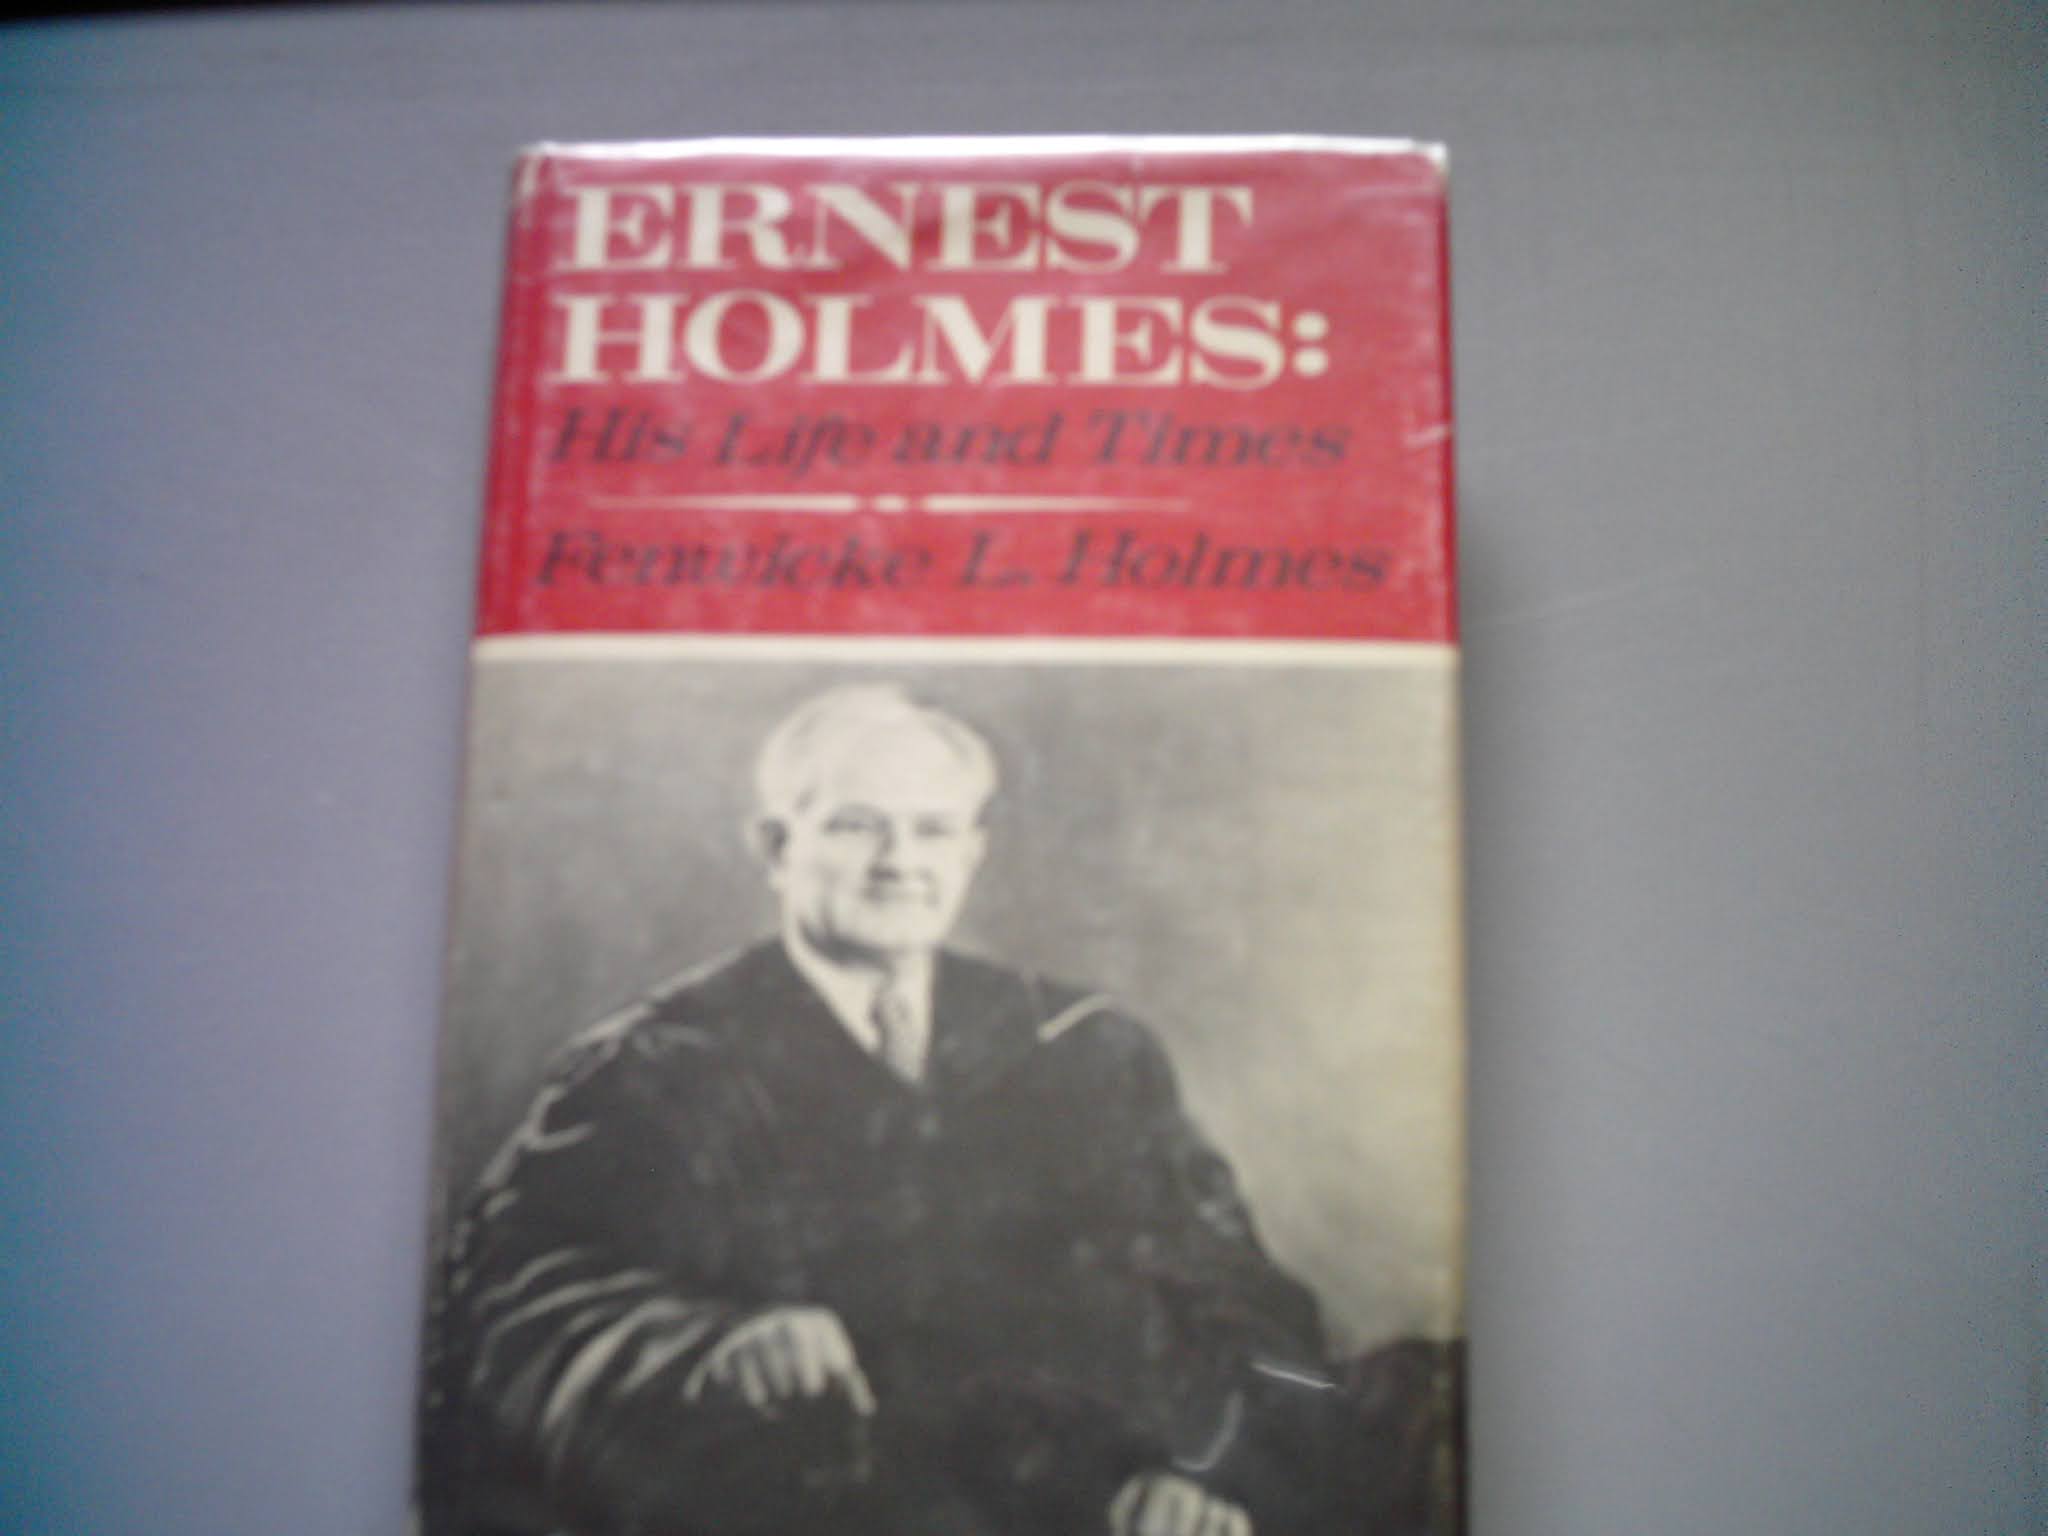 ERNEST
HOLMES:
His Life and Times
Fenwicke L. Holmes